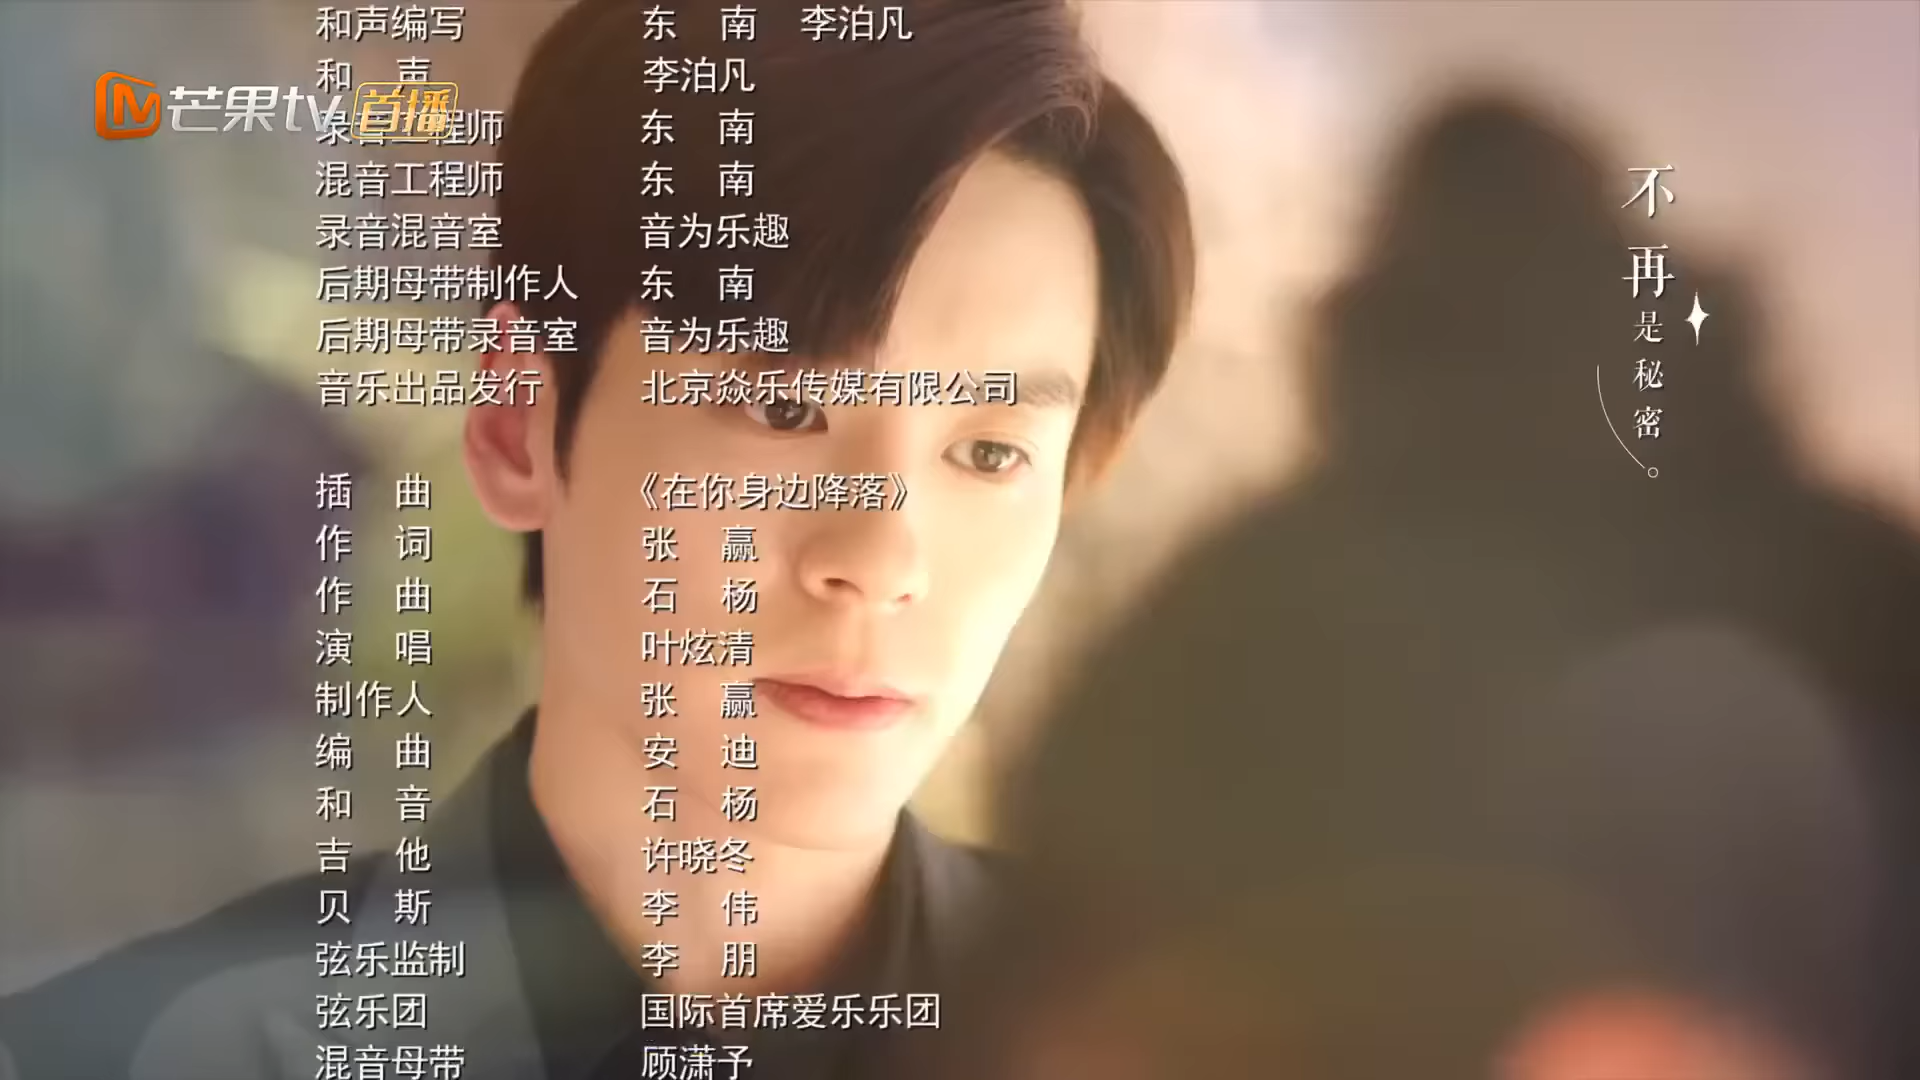 和声编写 东 南 李泊凡
和 声 李泊凡
芒果tv 首播
录音工程师 东 南
混音工程师 东 南
录音混音室 音为乐趣
后期母带制作人 东 南
后期母带录音室 音为乐趣
音乐出品发行 北京焱乐传媒有限公司
插 曲 《在你身边降落》
作 词 张 赢
作 曲 石 杨
演 唱 叶炫清
制作人 张 赢
编 曲 安 迪
和 音 石 杨
吉 他 许晓冬
贝 斯 李 伟
弦乐监制 李 朋
弦乐团 国际首席爱乐乐团
混音母带 顾潇予
不再是秘密。